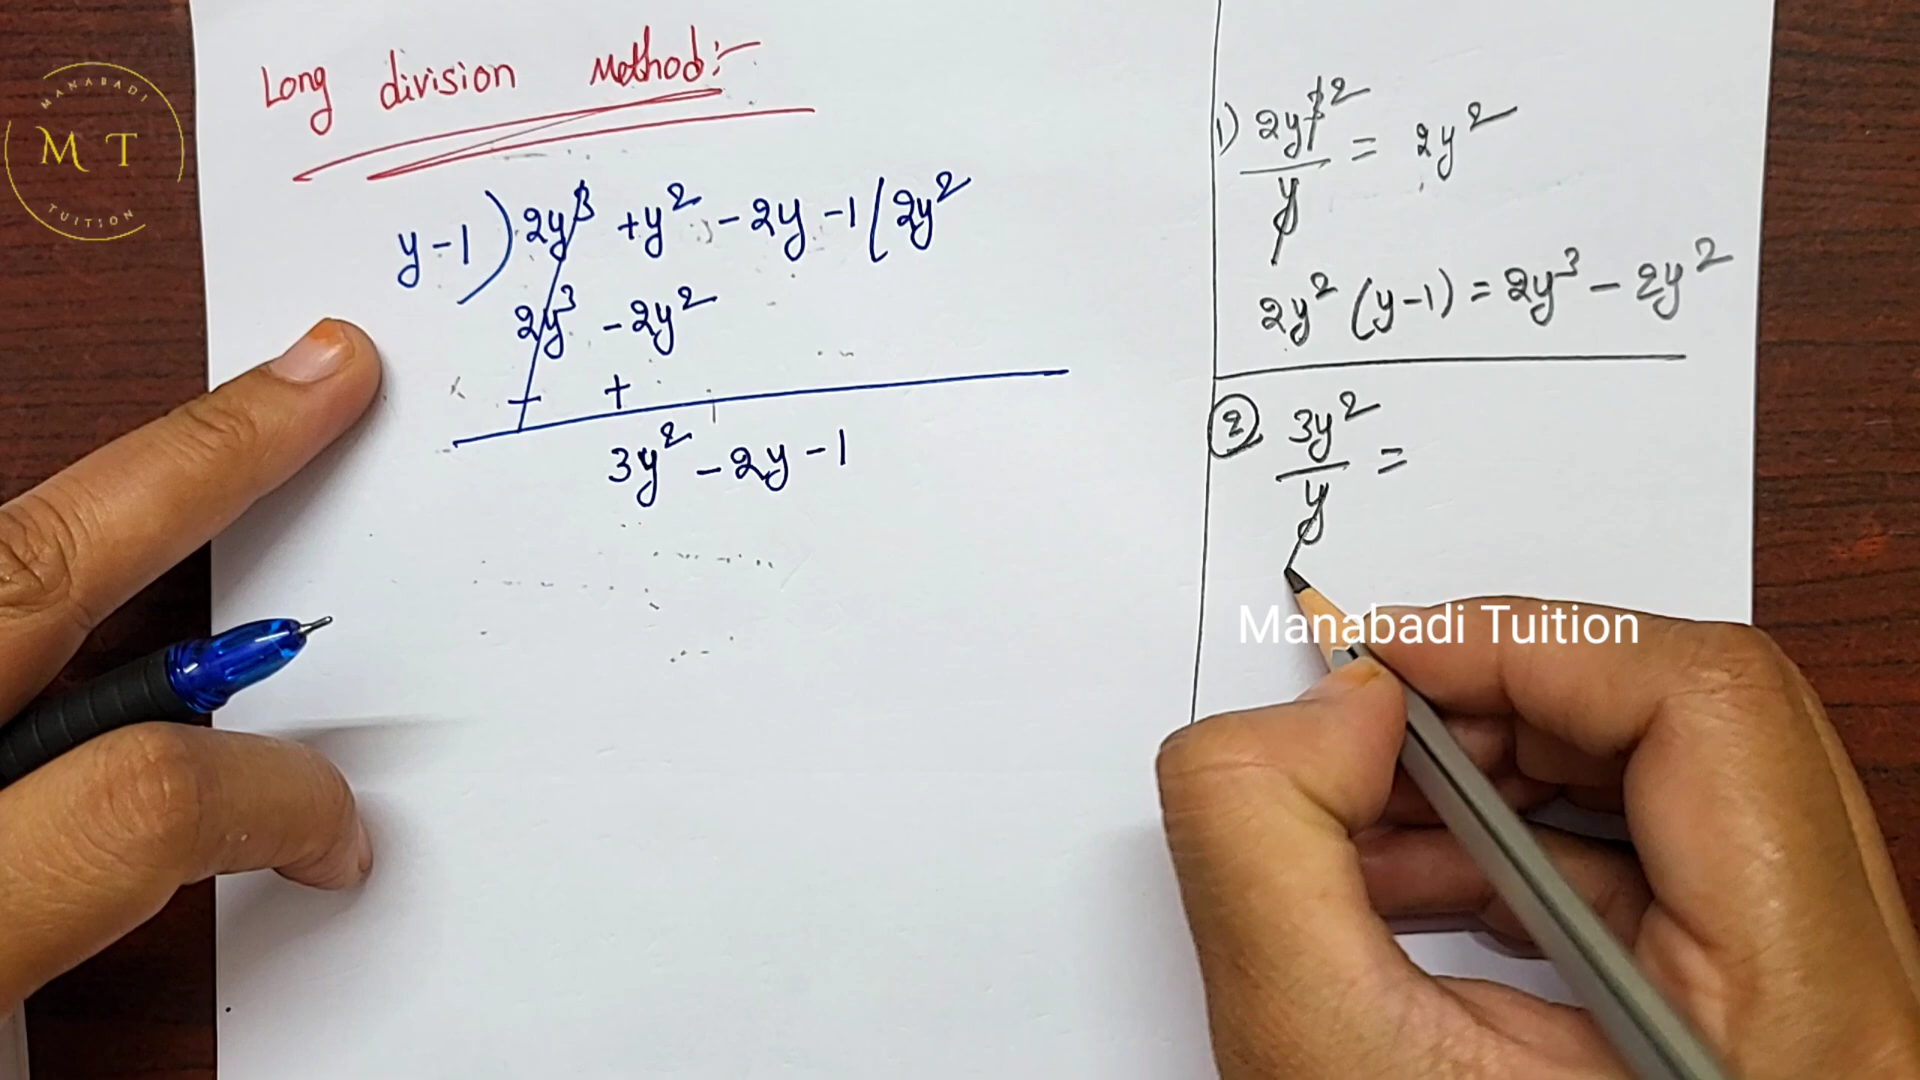 MANABADI
M T
TUITION
Long division Method:-
y-1) 2y³ +y² -2y -1 (2y²
2y³ -2y²
- +
3y² -2y -1
1) 2y³² / y = 2y²
2y² (y-1) = 2y³ - 2y²
② 3y² / y =
Manabadi Tuition